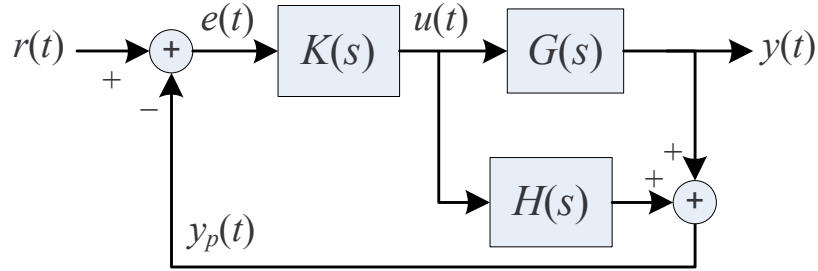 r(t)
+
+
−
e(t)
K(s)
u(t)
G(s)
y(t)
H(s)
+
+
+
y_p(t)